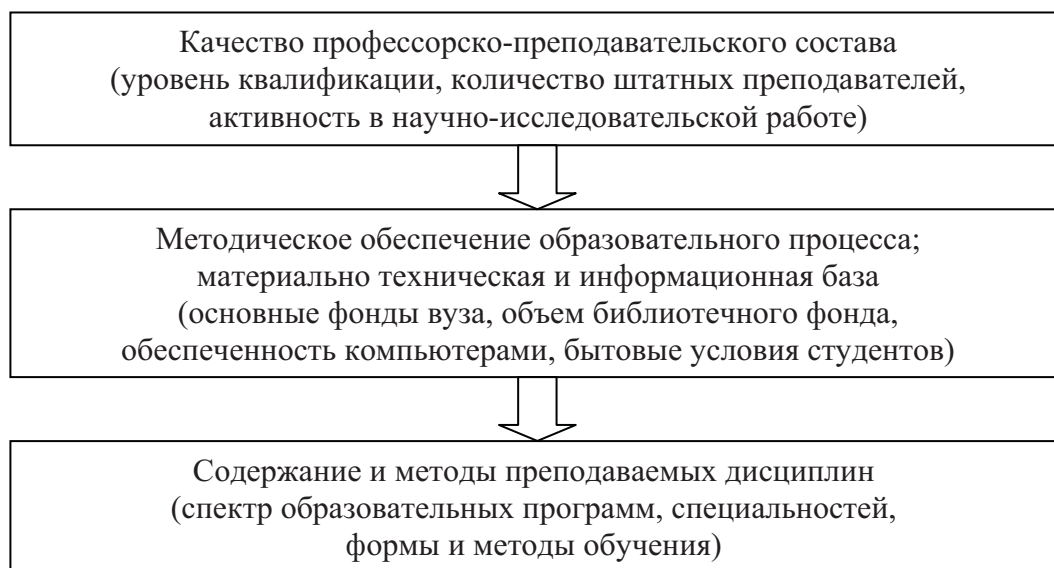 Качество профессорско-преподавательского состава
(уровень квалификации, количество штатных преподавателей,
активность в научно-исследовательской работе)
Методическое обеспечение образовательного процесса;
материально техническая и информационная база
(основные фонды вуза, объем библиотечного фонда,
обеспеченность компьютерами, бытовые условия студентов)
Содержание и методы преподаваемых дисциплин
(спектр образовательных программ, специальностей,
формы и методы обучения)